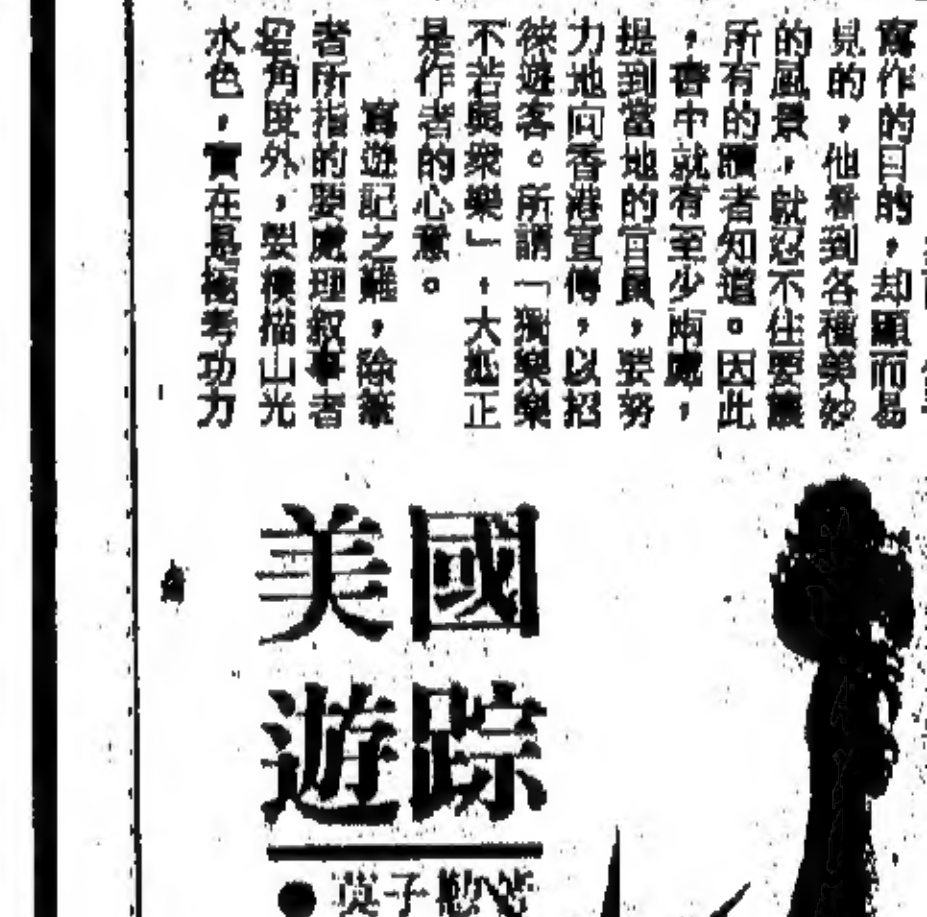 寫作的目的，却顯而易
見的，他看到各種美妙
的風景，就忍不住要讓
所有的讀者知道。因此
，書中就有至少兩處，
提到當地的官員，要努
力地向香港宣傳，以招
徠遊客。所謂「獨樂樂
不若與衆樂」，大概正
是作者的心意。
寫遊記之難，除筆
者所指的要處理叙事者
角度外，要模描山光
水色，實在是極考功力
美國
遊踪
●